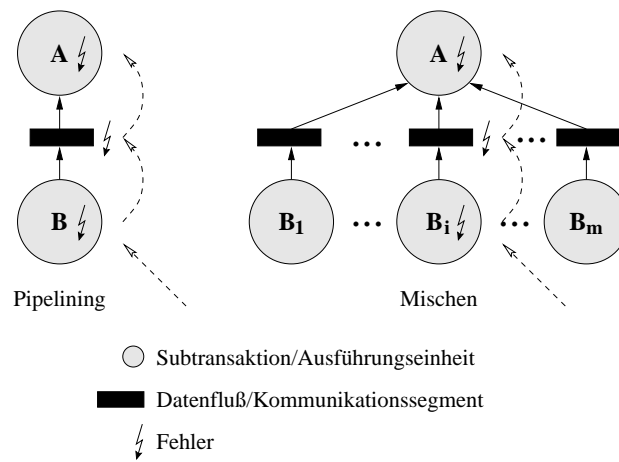 A A
... ...
B B₁ ... Bᵢ ... Bₘ
Pipelining Mischen
Subtransaktion/Ausführungseinheit
Datenfluß/Kommunikationssegment
Fehler